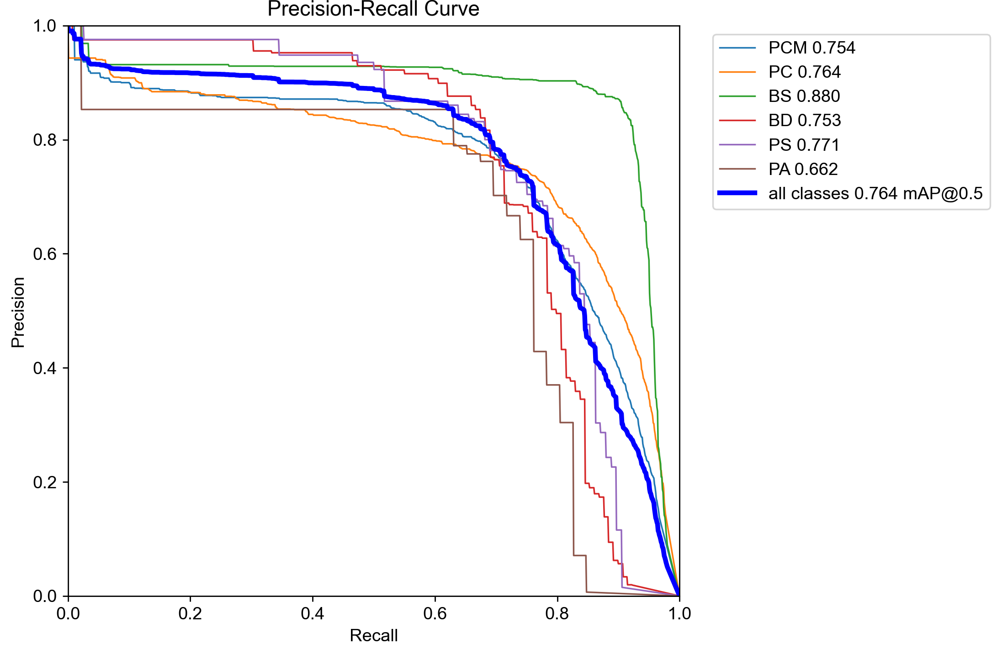 Precision-Recall Curve
1.0
0.8
0.6
0.4
0.2
0.0
Precision
0.0 0.2 0.4 0.6 0.8 1.0
Recall
PCM 0.754
PC 0.764
BS 0.880
BD 0.753
PS 0.771
PA 0.662
all classes 0.764 mAP@0.5